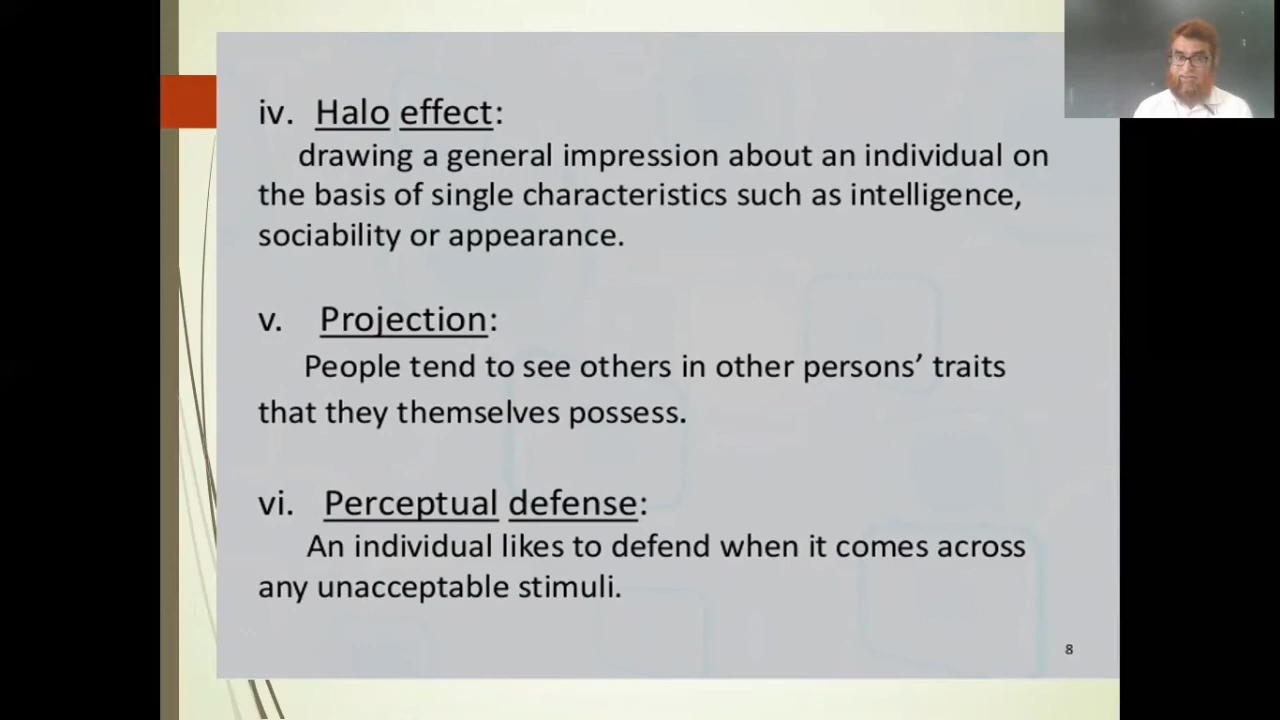 iv. Halo effect:
drawing a general impression about an individual on
the basis of single characteristics such as intelligence,
sociability or appearance.
v. Projection:
People tend to see others in other persons’ traits
that they themselves possess.
vi. Perceptual defense:
An individual likes to defend when it comes across
any unacceptable stimuli.
8